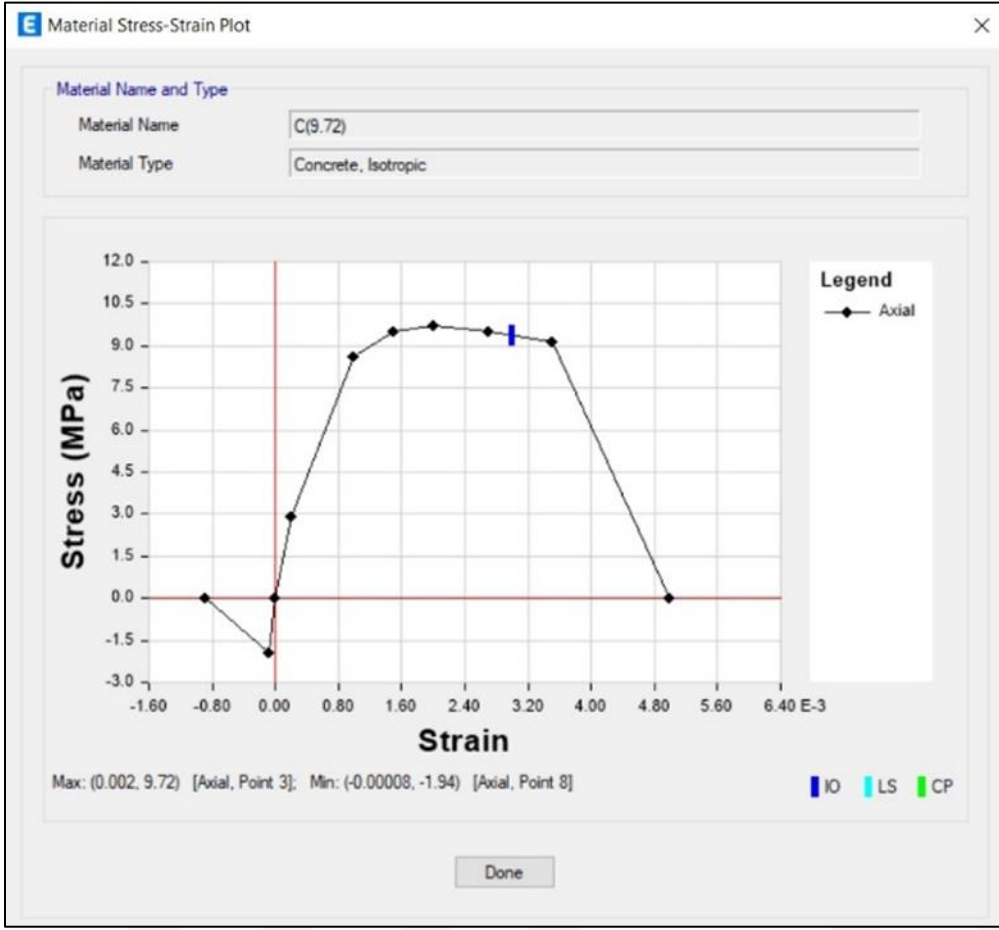 E Material Stress-Strain Plot
Material Name and Type
Material Name C(9.72)
Material Type Concrete, Isotropic
12.0
10.5
9.0
7.5
6.0
4.5
3.0
1.5
0.0
-1.5
-3.0
Stress (MPa)
-1.60 -0.80 0.00 0.80 1.60 2.40 3.20 4.00 4.80 5.60 6.40 E-3
Strain
Legend
Axial
Max: (0.002, 9.72) [Axial, Point 3]; Min: (-0.00008, -1.94) [Axial, Point 8]
IO LS CP
Done